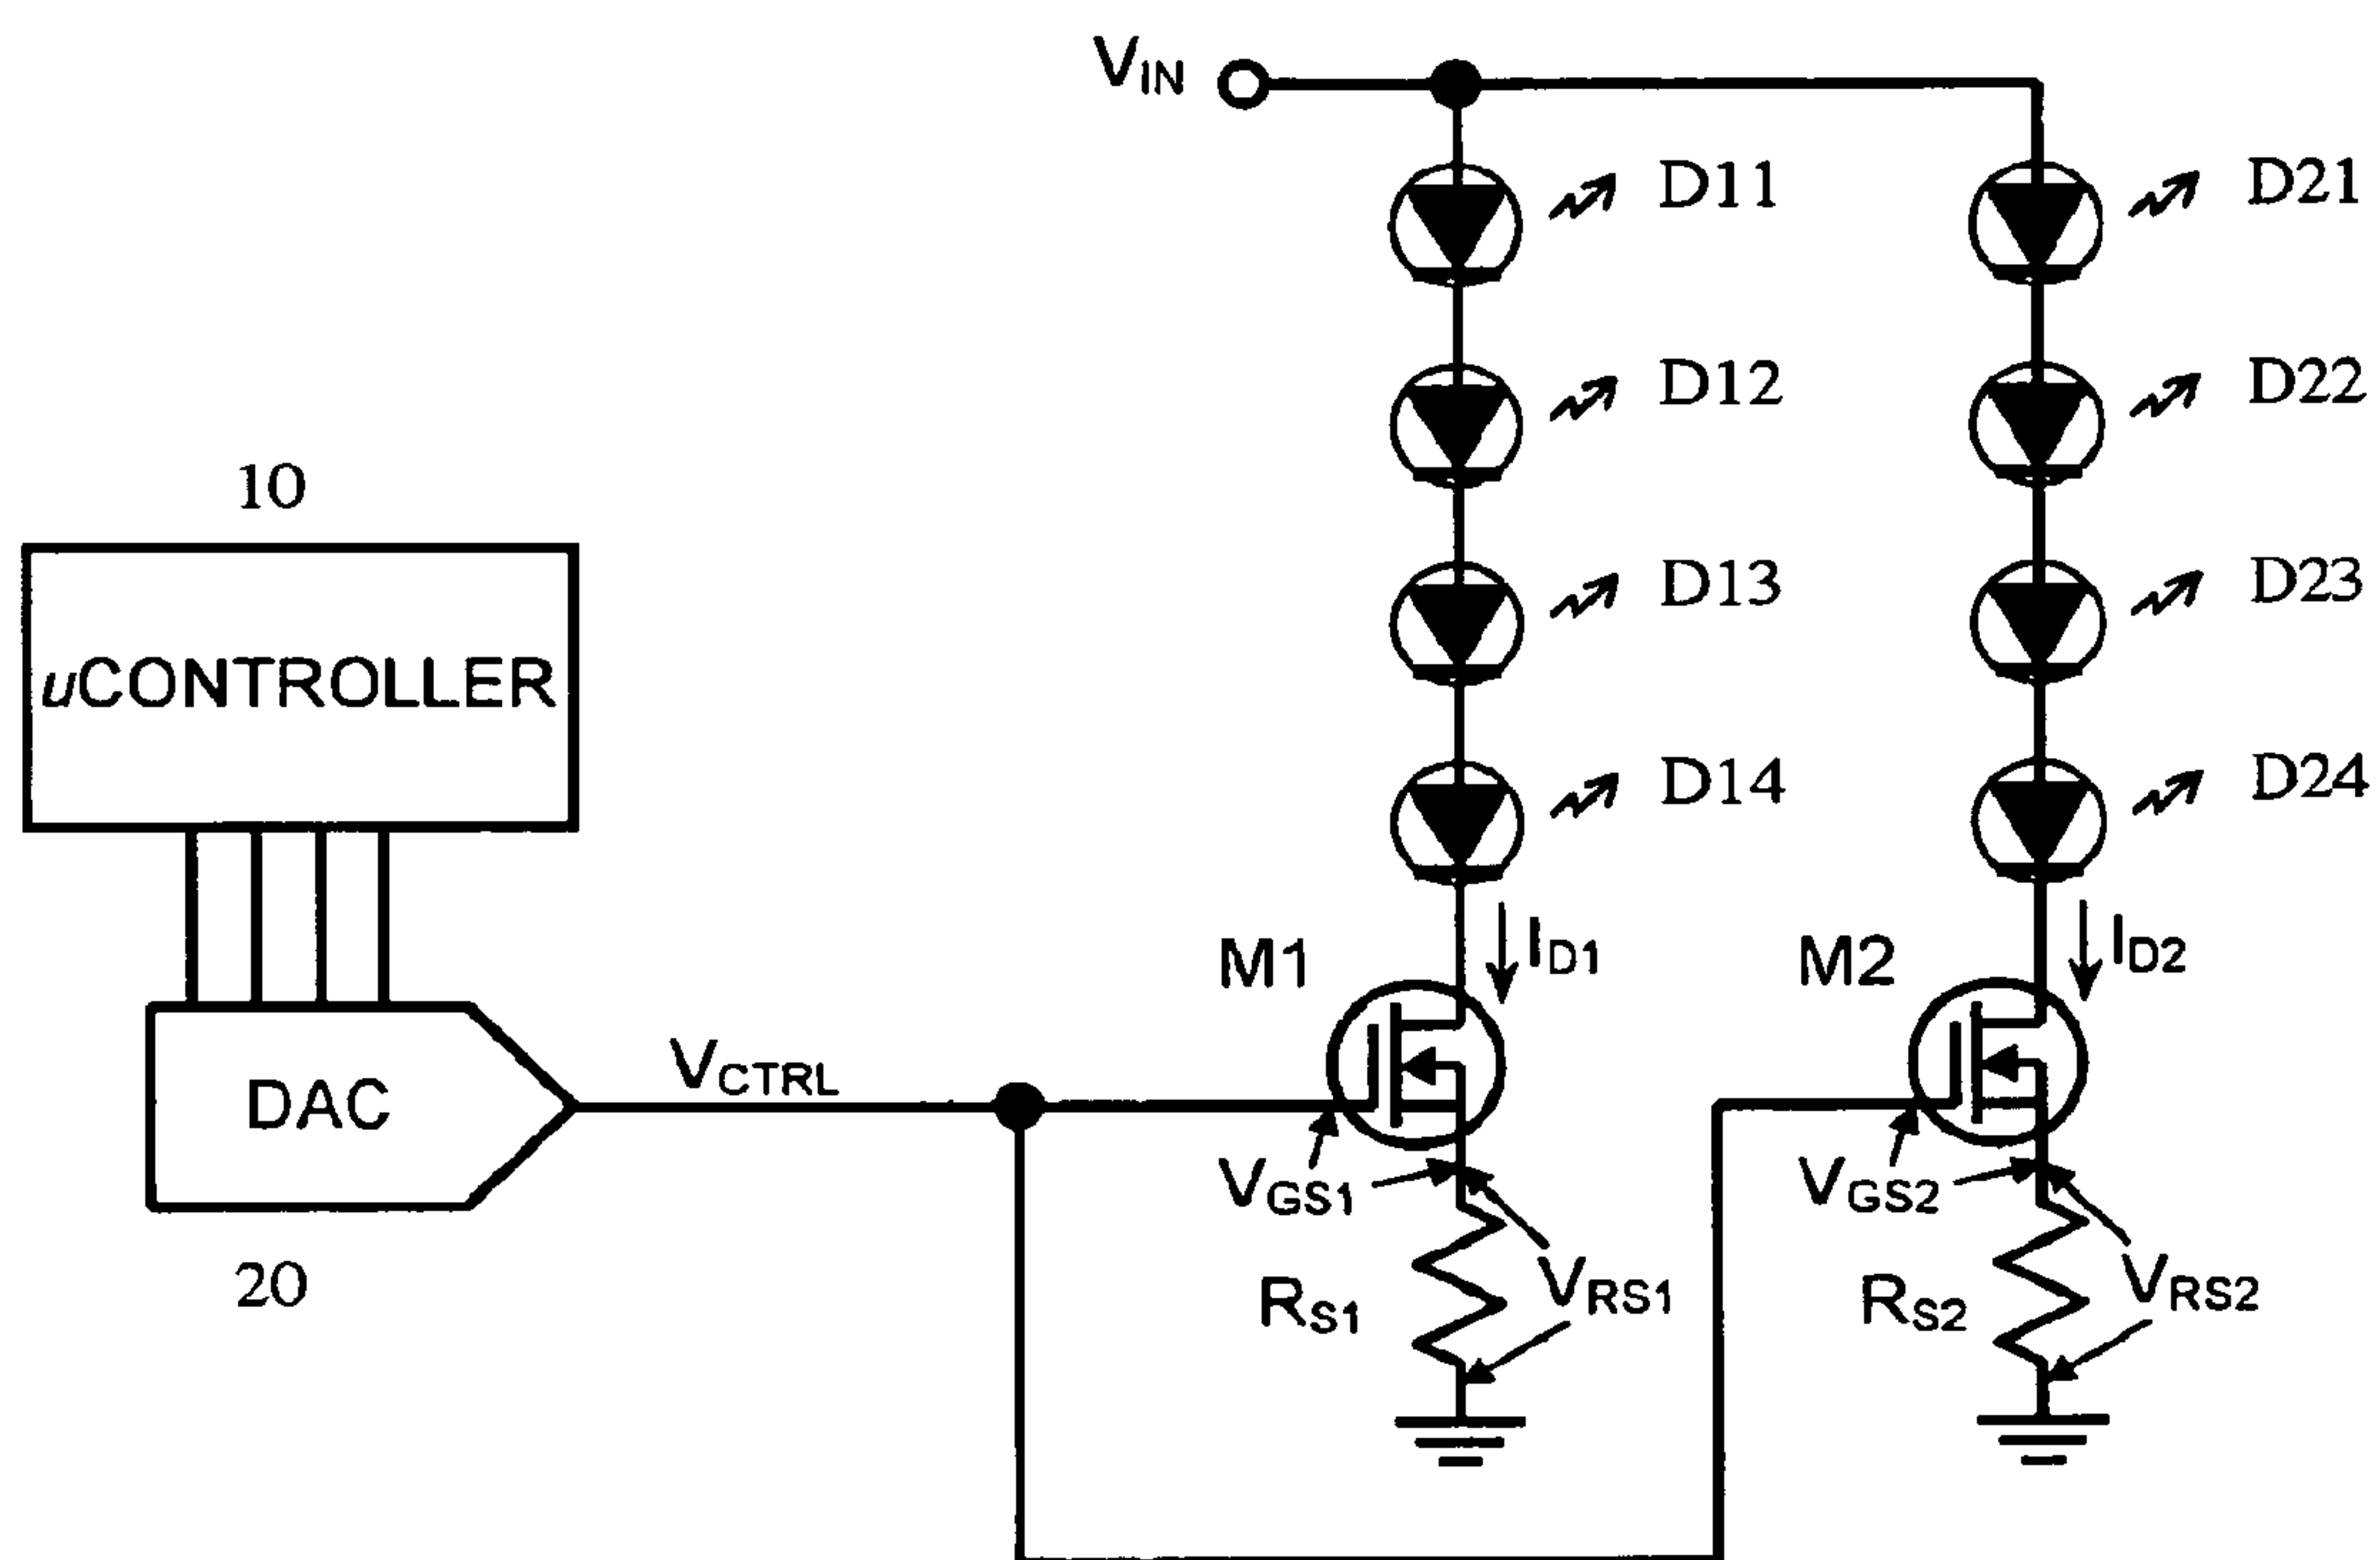 VIN
D11
D21
D12
D22
10
D13
D23
uCONTROLLER
D14
D24
M1
ID1
M2
ID2
DAC
VCTRL
VGS1
VGS2
RS1
VRS1
RS2
VRS2
20